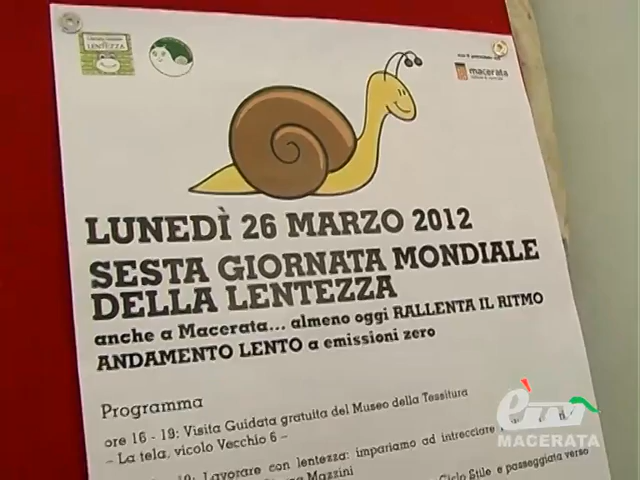 LENTEZZA
macerata
LUNEDÌ 26 MARZO 2012
SESTA GIORNATA MONDIALE
DELLA LENTEZZA
anche a Macerata... almeno oggi RALLENTA IL RITMO
ANDAMENTO LENTO a emissioni zero
Programma
ore 16 - 19: Visita Guidata gratuita del Museo della Tessitura
- La tela, vicolo Vecchio 6 -
Lavorare con lentezza: impariamo ad intrecciare
Mazzini
Ciclo Stile e passeggiata verso
èTV
MACERATA